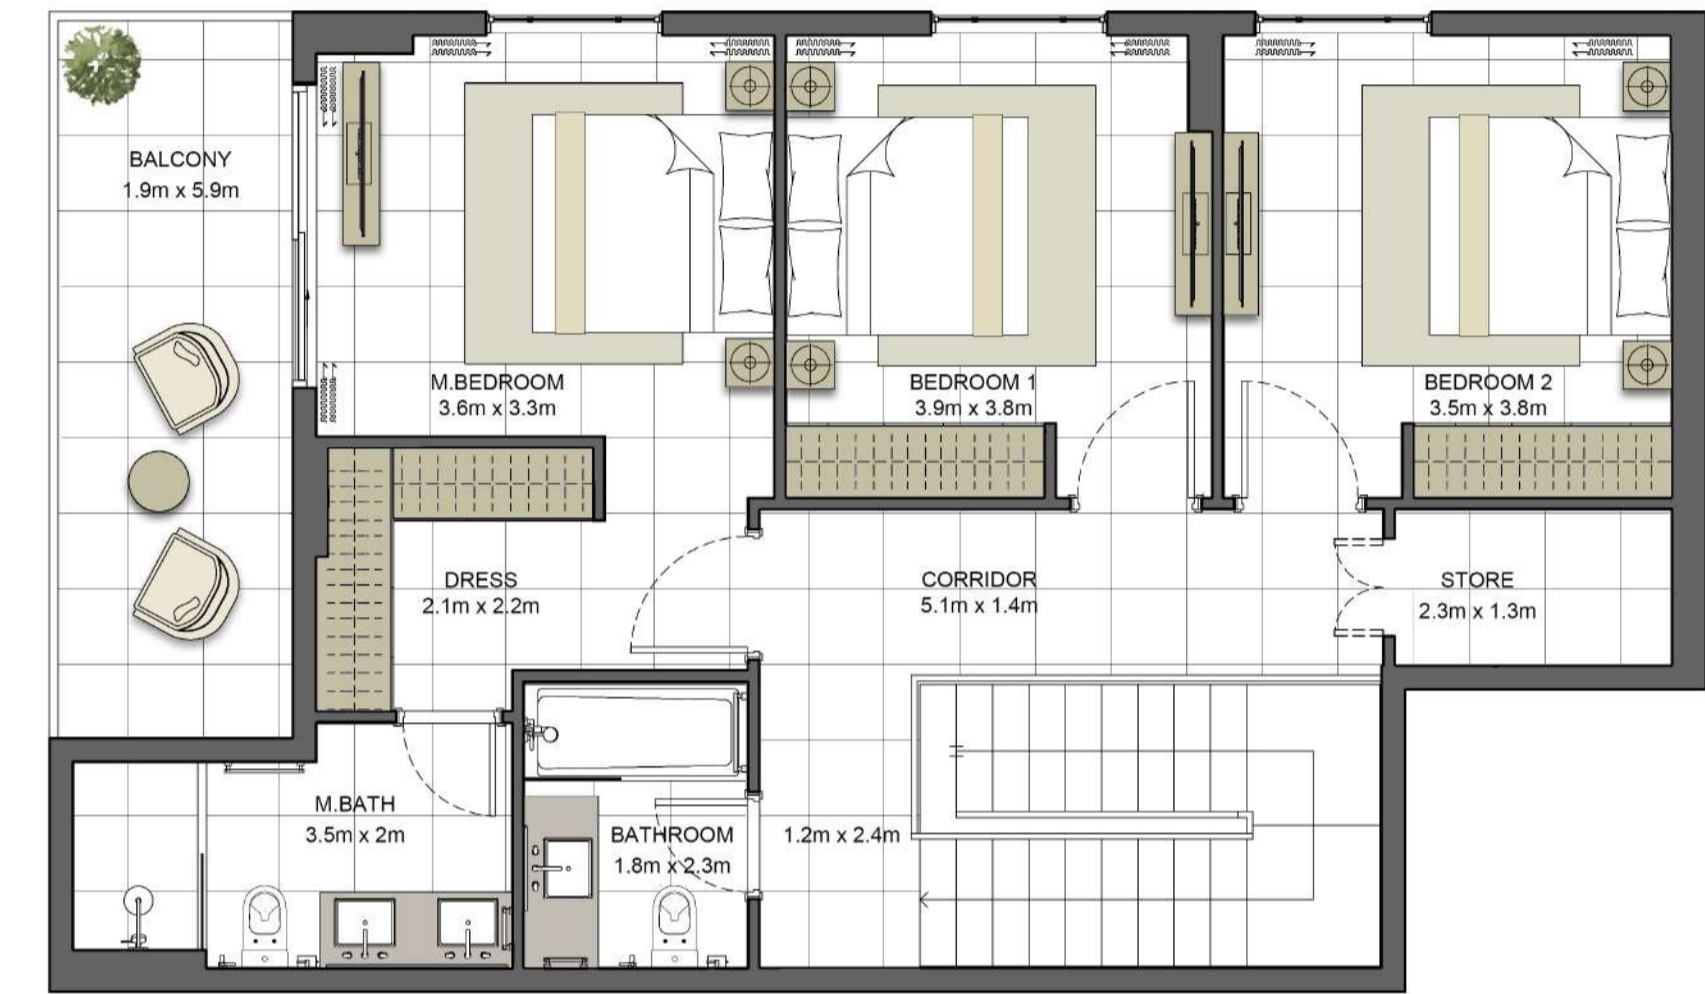 BALCONY
1.9m x 5.9m
M.BEDROOM
3.6m x 3.3m
BEDROOM 1
3.9m x 3.8m
BEDROOM 2
3.5m x 3.8m
DRESS
2.1m x 2.2m
CORRIDOR
5.1m x 1.4m
STORE
2.3m x 1.3m
M.BATH
3.5m x 2m
BATHROOM
1.8m x 2.3m
1.2m x 2.4m